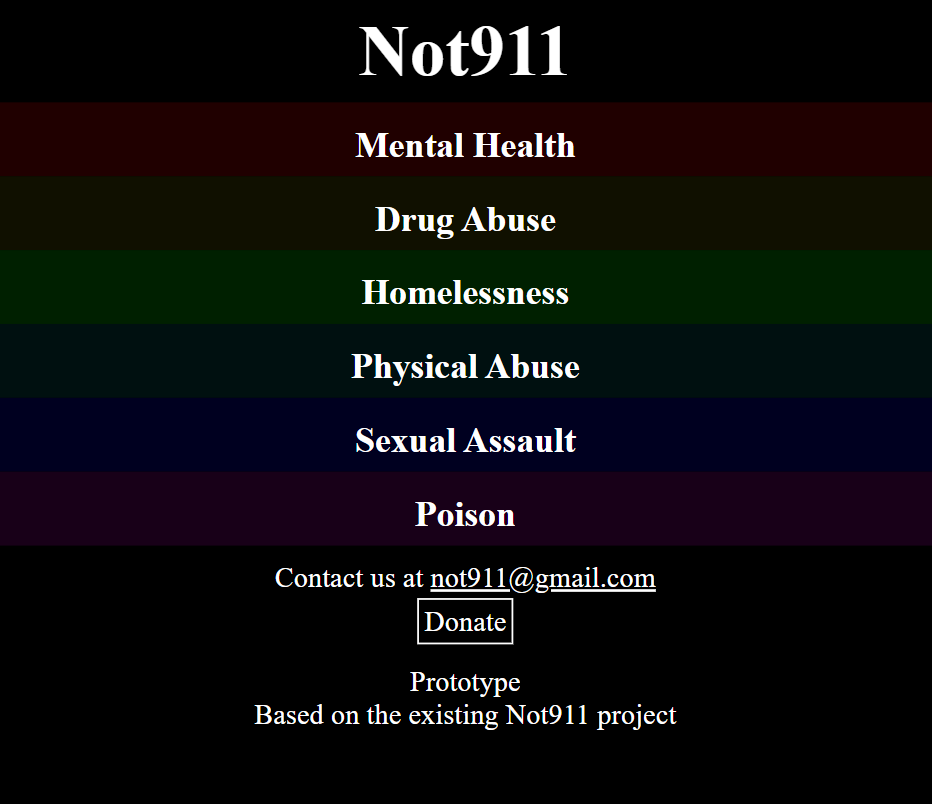 Not911
Mental Health
Drug Abuse
Homelessness
Physical Abuse
Sexual Assault
Poison
Contact us at not911@gmail.com
Donate
Prototype
Based on the existing Not911 project